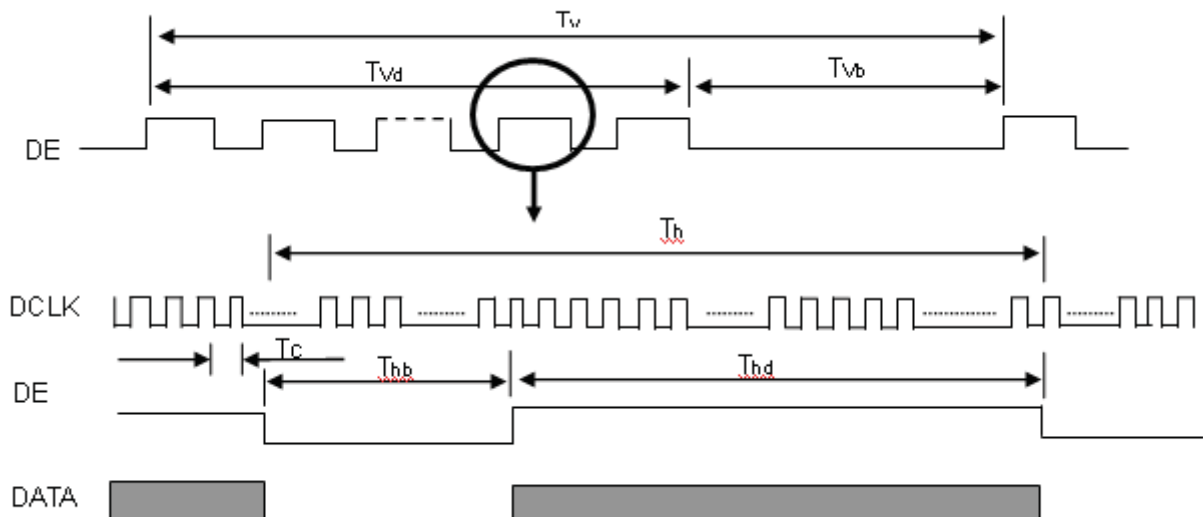 Tv
Tvd Tvb
DE
Th
DCLK
Tc
Thb Thd
DE
DATA